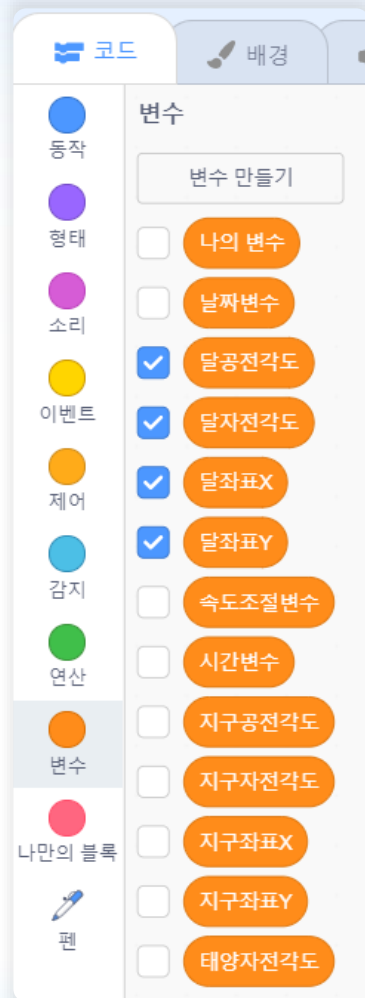 코드
배경
동작
형태
소리
이벤트
제어
감지
연산
변수
나만의 블록
펜
변수
변수 만들기
나의 변수
날짜변수
달공전각도
달자전각도
달좌표X
달좌표Y
속도조절변수
시간변수
지구공전각도
지구자전각도
지구좌표X
지구좌표Y
태양자전각도